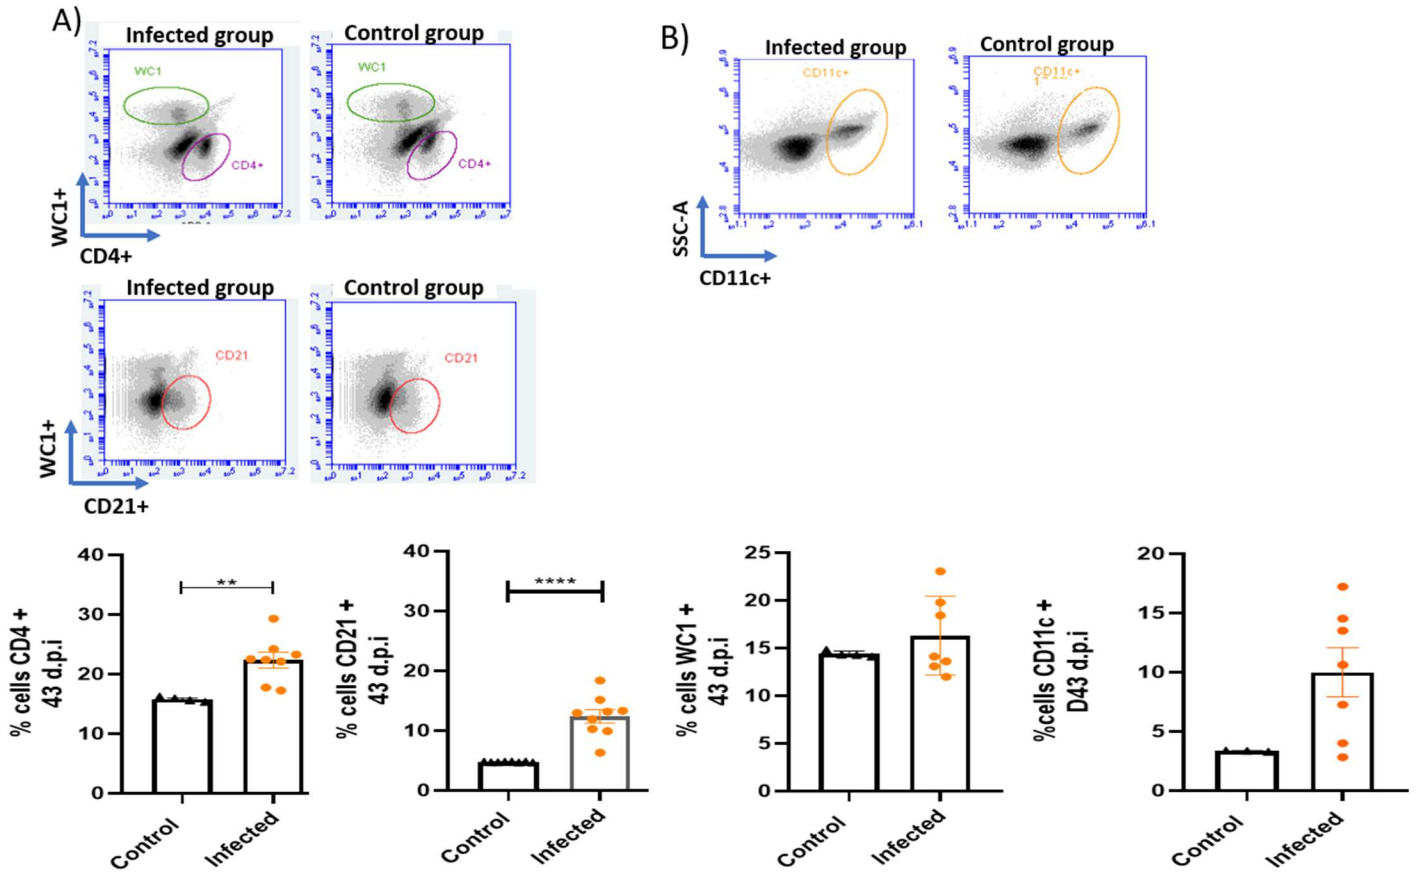 A)
Infected group
Control group
WC1
CD4+
WC1
CD4+
WC1+
CD4+
B)
Infected group
Control group
CD11c+
CD11c+
SSC-A
CD11c+
Infected group
Control group
CD21
CD21
WC1+
CD21+
% cells CD4 +
43 d.p.i
40
30
20
10
0
**
Control
Infected
% cells CD21 +
43 d.p.i
40
30
20
10
0
****
Control
Infected
% cells WC1 +
43 d.p.i
25
20
15
10
5
0
Control
Infected
%cells CD11c +
D43 d.p.i
20
15
10
5
0
Control
Infected